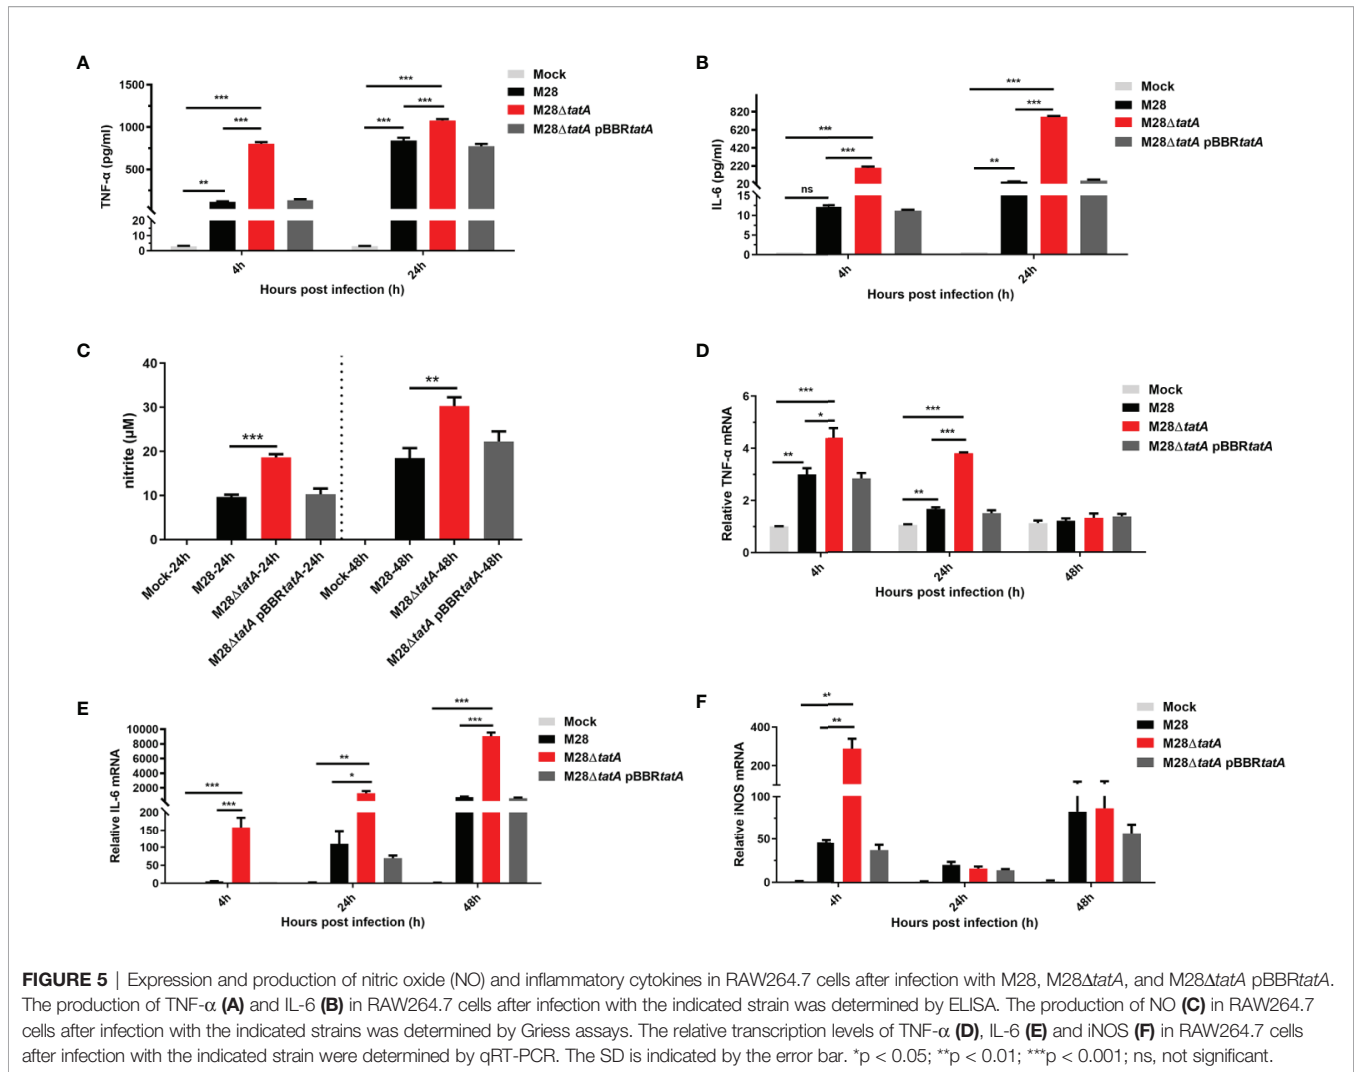 A
Mock
M28
M28ΔtatA
M28ΔtatA pBBRtatA
TNF-α (pg/ml)
1500
1000
500
20
10
0
***
***
**
***
***
***
4h
24h
Hours post infection (h)
B
Mock
M28
M28ΔtatA
M28ΔtatA pBBRtatA
IL-6 (pg/ml)
820
620
420
220
20
15
10
5
0
***
***
ns
***
***
**
4h
24h
Hours post infection (h)
C
nitrite (µM)
40
30
20
10
0
***
**
Mock-24h
M28-24h
M28ΔtatA-24h
M28ΔtatA pBBRtatA-24h
Mock-48h
M28-48h
M28ΔtatA-48h
M28ΔtatA pBBRtatA-48h
D
Mock
M28
M28ΔtatA
M28ΔtatA pBBRtatA
Relative TNF-α mRNA
6
4
2
0
***
*
**
***
***
**
4h
24h
48h
Hours post infection (h)
E
Mock
M28
M28ΔtatA
M28ΔtatA pBBRtatA
Relative IL-6 mRNA
10000
8000
6000
4000
2000
200
150
100
50
0
***
***
**
*
***
***
4h
24h
48h
Hours post infection (h)
F
Mock
M28
M28ΔtatA
M28ΔtatA pBBRtatA
Relative iNOS mRNA
400
200
100
50
0
**
**
4h
24h
48h
Hours post infection (h)
FIGURE 5 | Expression and production of nitric oxide (NO) and inflammatory cytokines in RAW264.7 cells after infection with M28, M28ΔtatA, and M28ΔtatA pBBRtatA.
The production of TNF-α (A) and IL-6 (B) in RAW264.7 cells after infection with the indicated strain was determined by ELISA. The production of NO (C) in RAW264.7
cells after infection with the indicated strains was determined by Griess assays. The relative transcription levels of TNF-α (D), IL-6 (E) and iNOS (F) in RAW264.7 cells
after infection with the indicated strain were determined by qRT-PCR. The SD is indicated by the error bar. *p < 0.05; **p < 0.01; ***p < 0.001; ns, not significant.